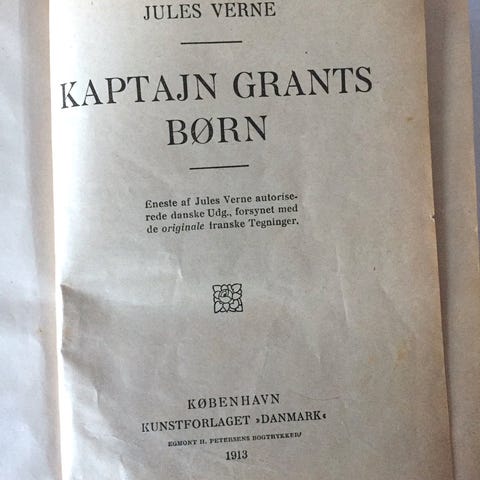 JULES VERNE
KAPTAJN GRANTS
BØRN
Eneste af Jules Verne autorise-
rede danske Udg., forsynet med
de originale franske Tegninger.
KØBENHAVN
KUNSTFORLAGET »DANMARK«
EGMONT H. PETERSENS BOGTRYKKERI
1913